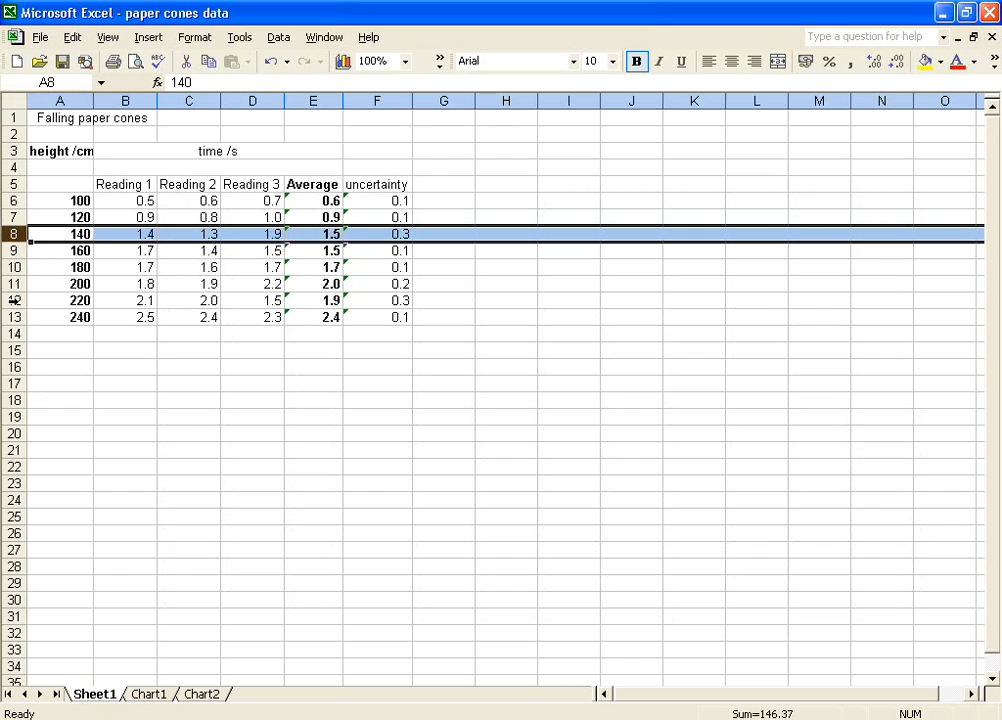 Microsoft Excel - paper cones data
File Edit View Insert Format Tools Data Window Help Type a question for help
100% » Arial 10 B I U
A8 fx 140
A B C D E F G H I J K L M N O
1 Falling paper cones
2
3 height /cm time /s
4
5 Reading 1 Reading 2 Reading 3 Average uncertainty
6 100 0.5 0.6 0.7 0.6 0.1
7 120 0.9 0.8 1.0 0.9 0.1
8 140 1.4 1.3 1.9 1.5 0.3
9 160 1.7 1.4 1.5 1.5 0.1
10 180 1.7 1.6 1.7 1.7 0.1
11 200 1.8 1.9 2.2 2.0 0.2
12 220 2.1 2.0 1.5 1.9 0.3
13 240 2.5 2.4 2.3 2.4 0.1
14
15
16
17
18
19
20
21
22
23
24
25
26
27
28
29
30
31
32
33
34
35
Sheet1 Chart1 Chart2
Ready Sum=146.37 NUM